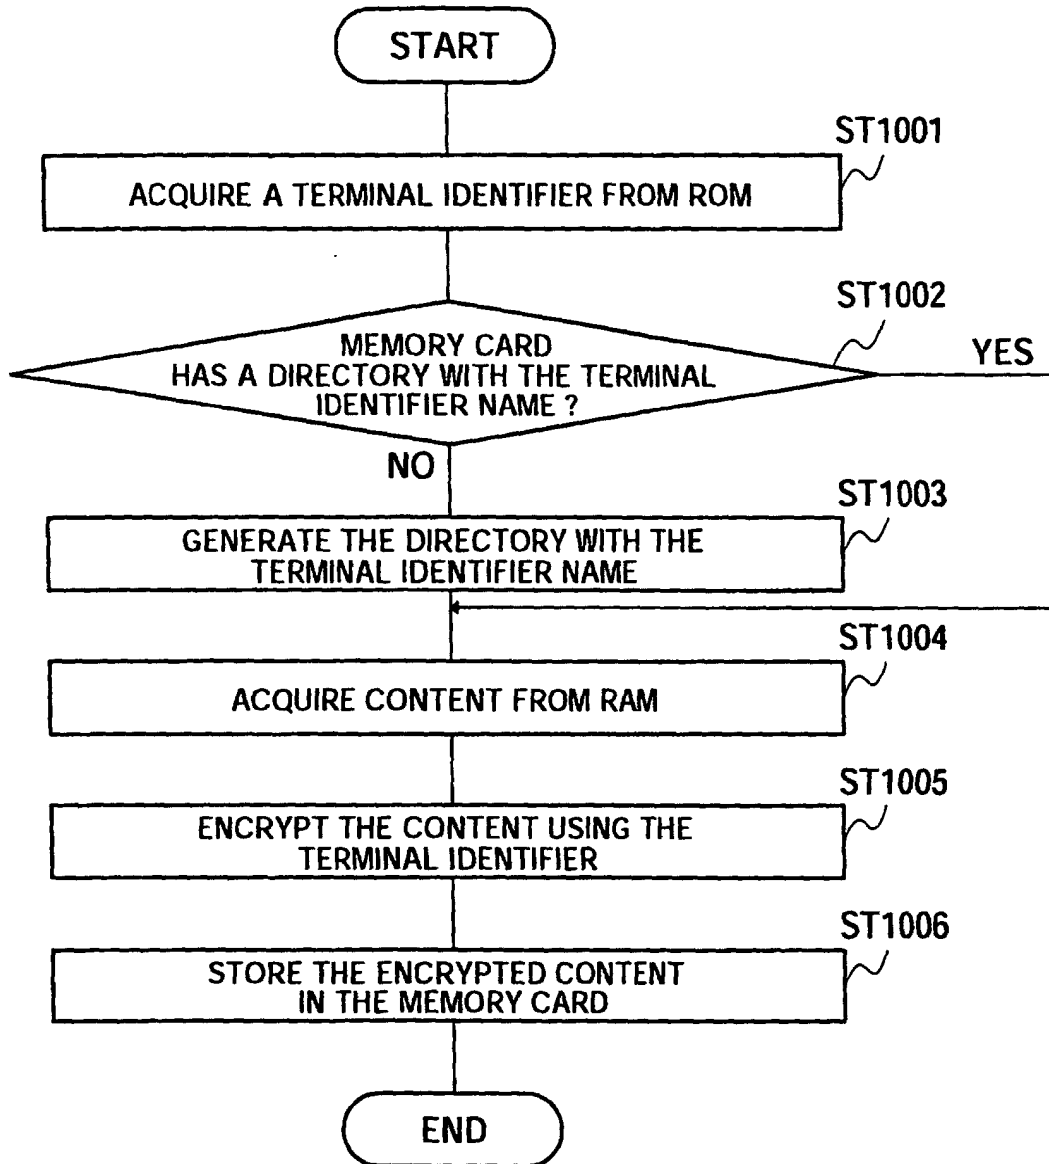 START
ST1001
ACQUIRE A TERMINAL IDENTIFIER FROM ROM
ST1002
MEMORY CARD
HAS A DIRECTORY WITH THE TERMINAL
IDENTIFIER NAME ?
YES
NO
ST1003
GENERATE THE DIRECTORY WITH THE
TERMINAL IDENTIFIER NAME
ST1004
ACQUIRE CONTENT FROM RAM
ST1005
ENCRYPT THE CONTENT USING THE
TERMINAL IDENTIFIER
ST1006
STORE THE ENCRYPTED CONTENT
IN THE MEMORY CARD
END